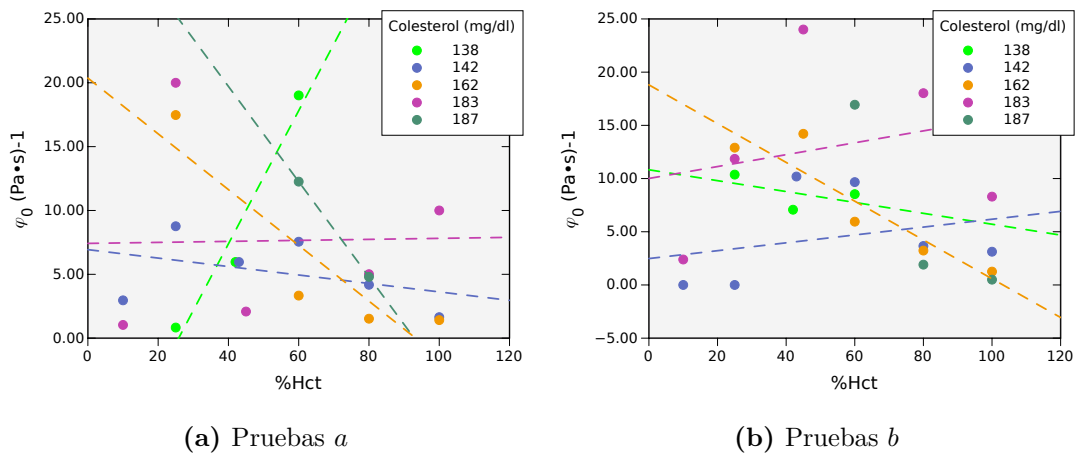 25.00
20.00
15.00
10.00
5.00
0.00
φ0 (Pa•s)-1
0 20 40 60 80 100 120
%Hct
Colesterol (mg/dl)
138
142
162
183
187
(a) Pruebas a
25.00
20.00
15.00
10.00
5.00
0.00
−5.00
φ0 (Pa•s)-1
0 20 40 60 80 100 120
%Hct
Colesterol (mg/dl)
138
142
162
183
187
(b) Pruebas b